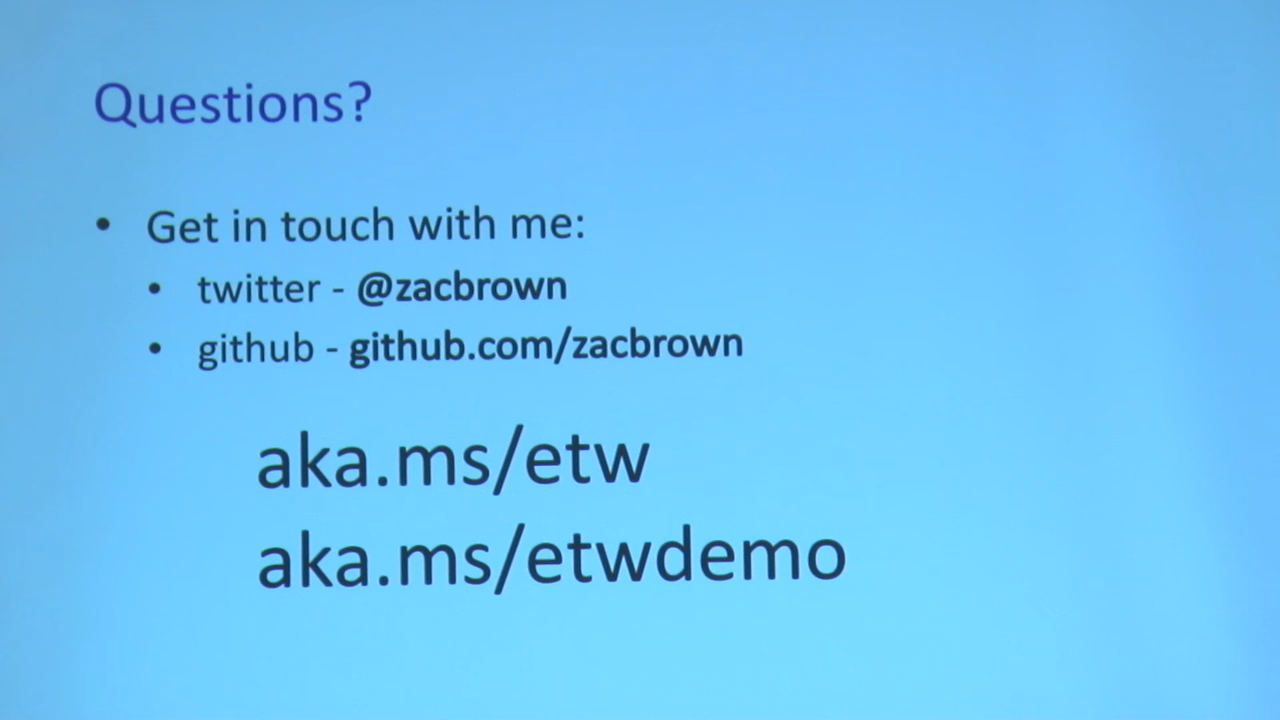 Questions?
• Get in touch with me:
• twitter - @zacbrown
• github - github.com/zacbrown
aka.ms/etw
aka.ms/etwdemo